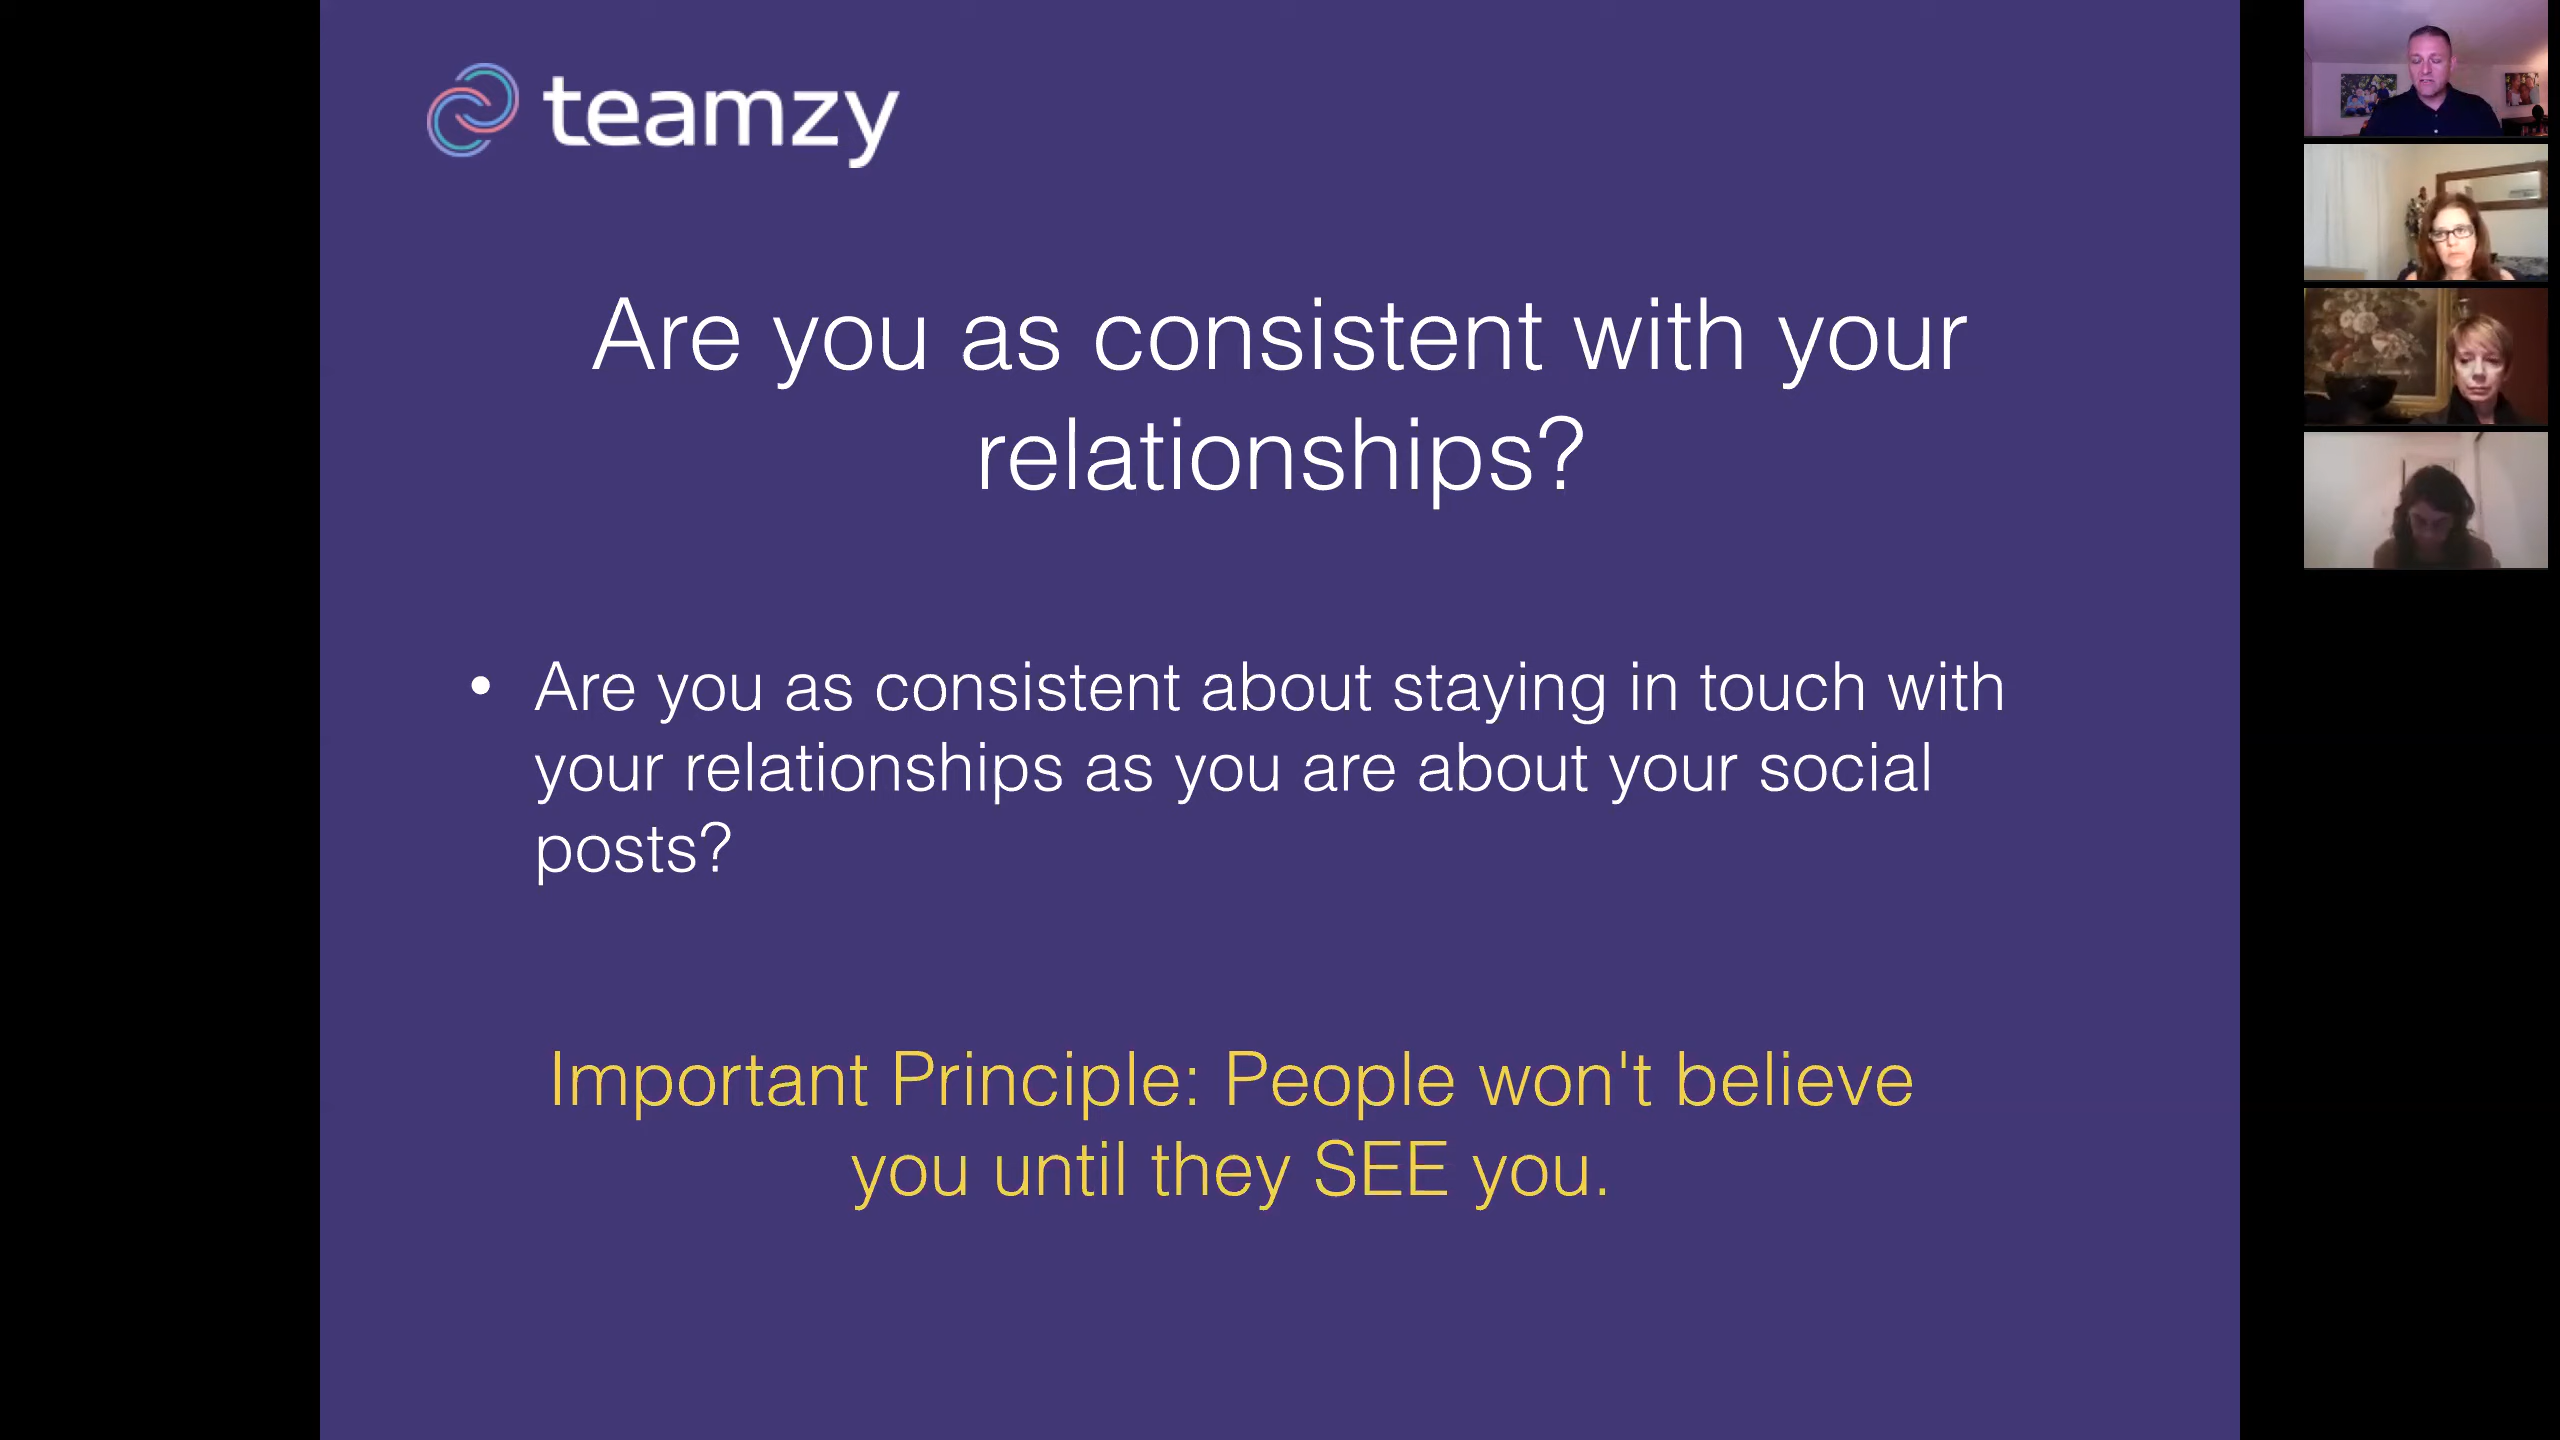 teamzy
Are you as consistent with your
relationships?
• Are you as consistent about staying in touch with
your relationships as you are about your social
posts?
Important Principle: People won't believe
you until they SEE you.